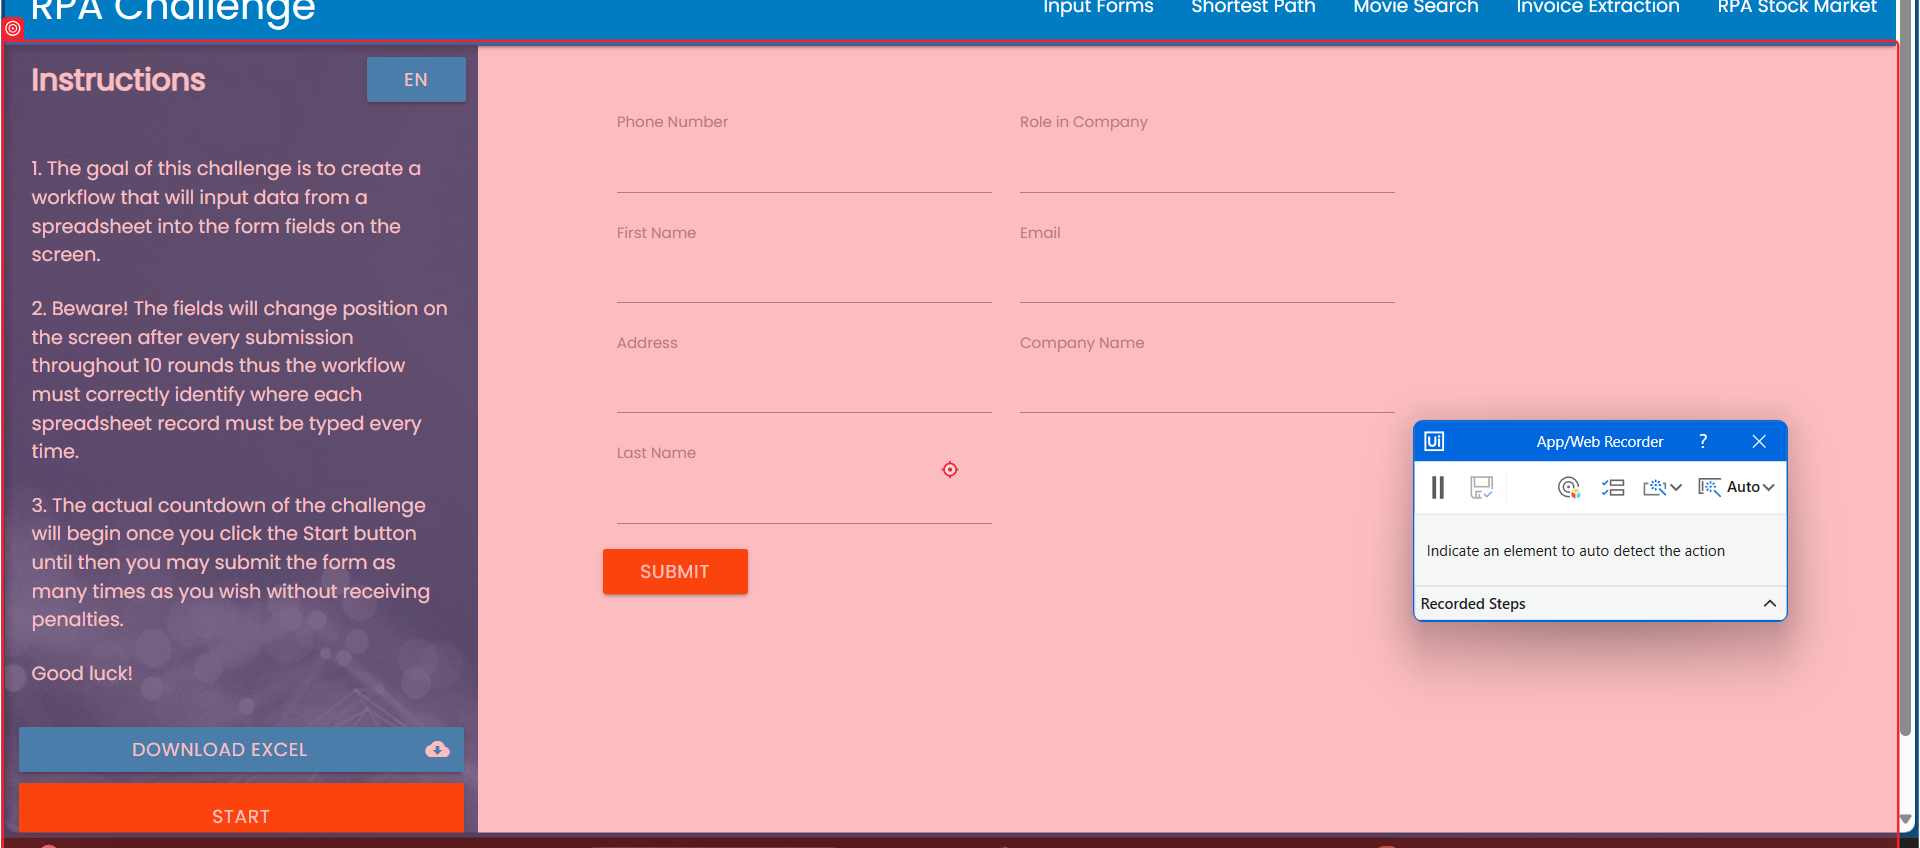 RPA Challenge
Input Forms
Shortest Path
Movie Search
Invoice Extraction
RPA Stock Market
Instructions
EN
1. The goal of this challenge is to create a
workflow that will input data from a
spreadsheet into the form fields on the
screen.
2. Beware! The fields will change position on
the screen after every submission
throughout 10 rounds thus the workflow
must correctly identify where each
spreadsheet record must be typed every
time.
3. The actual countdown of the challenge
will begin once you click the Start button
until then you may submit the form as
many times as you wish without receiving
penalties.
Good luck!
DOWNLOAD EXCEL
START
Phone Number
Role in Company
First Name
Email
Address
Company Name
Last Name
SUBMIT
Ui
App/Web Recorder
?
Auto
Indicate an element to auto detect the action
Recorded Steps